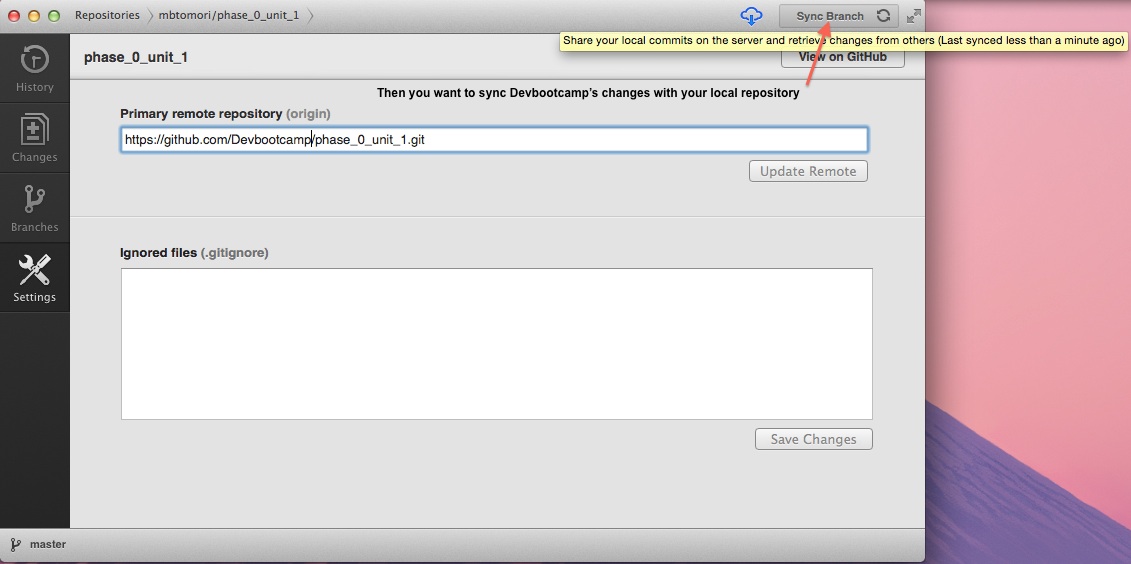 Repositories
mbtomori/phase_0_unit_1
Sync Branch
Share your local commits on the server and retrieve changes from others (Last synced less than a minute ago)
phase_0_unit_1
View on GitHub
History
Then you want to sync Devbootcamp's changes with your local repository
Primary remote repository (origin)
https://github.com/Devbootcamp/phase_0_unit_1.git
Changes
Update Remote
Branches
Ignored files (.gitignore)
Settings
Save Changes
master